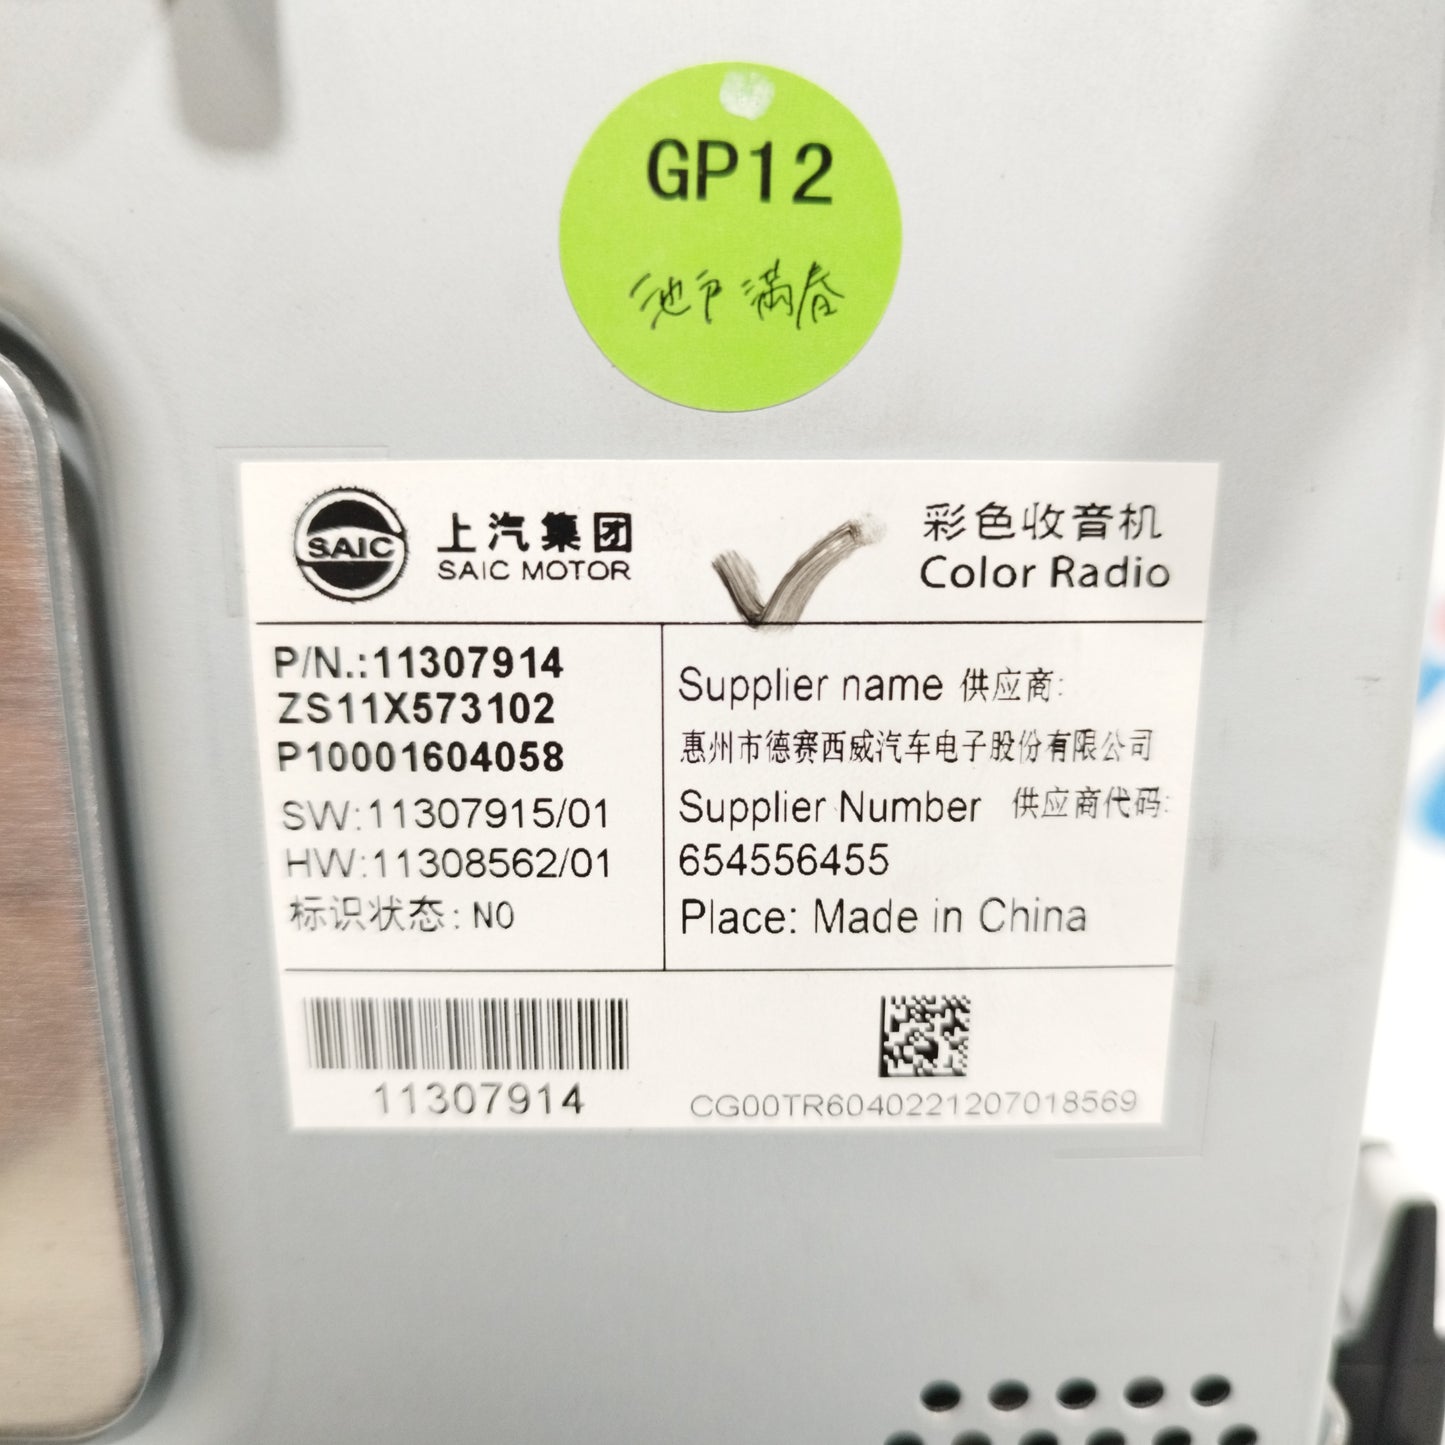 GP12
SAIC
上汽集团
SAIC MOTOR
彩色收音机
Color Radio
P/N.:11307914
ZS11X573102
P10001604058
SW:11307915/01
HW:11308562/01
标识状态: N0
Supplier name 供应商:
惠州市德赛西威汽车电子股份有限公司
Supplier Number 供应商代码:
654556455
Place: Made in China
11307914
CG00TR6040221207018569